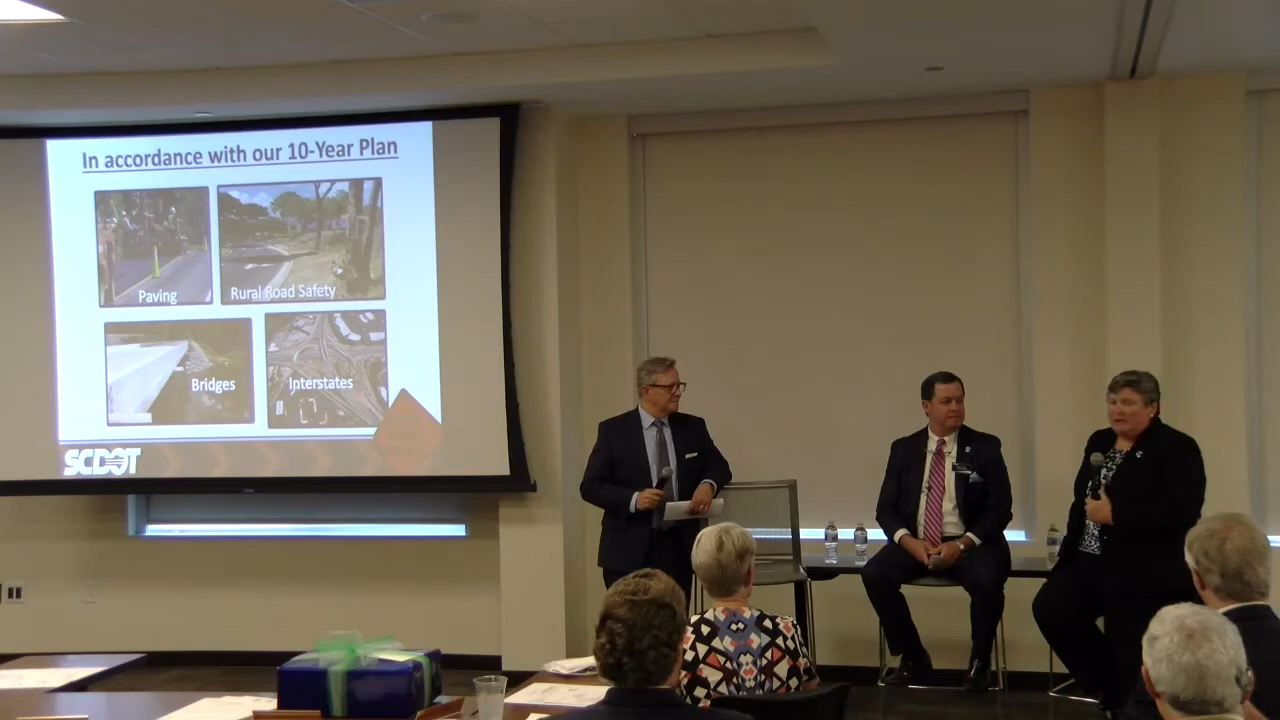 In accordance with our 10-Year Plan
Paving
Rural Road Safety
Bridges
Interstates
SCDOT